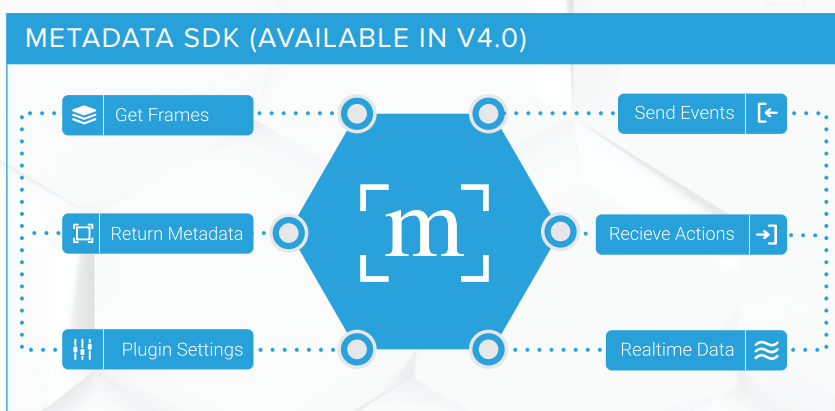 METADATA SDK (AVAILABLE IN V4.0)
Get Frames
Send Events
Return Metadata
m
Recieve Actions
Plugin Settings
Realtime Data